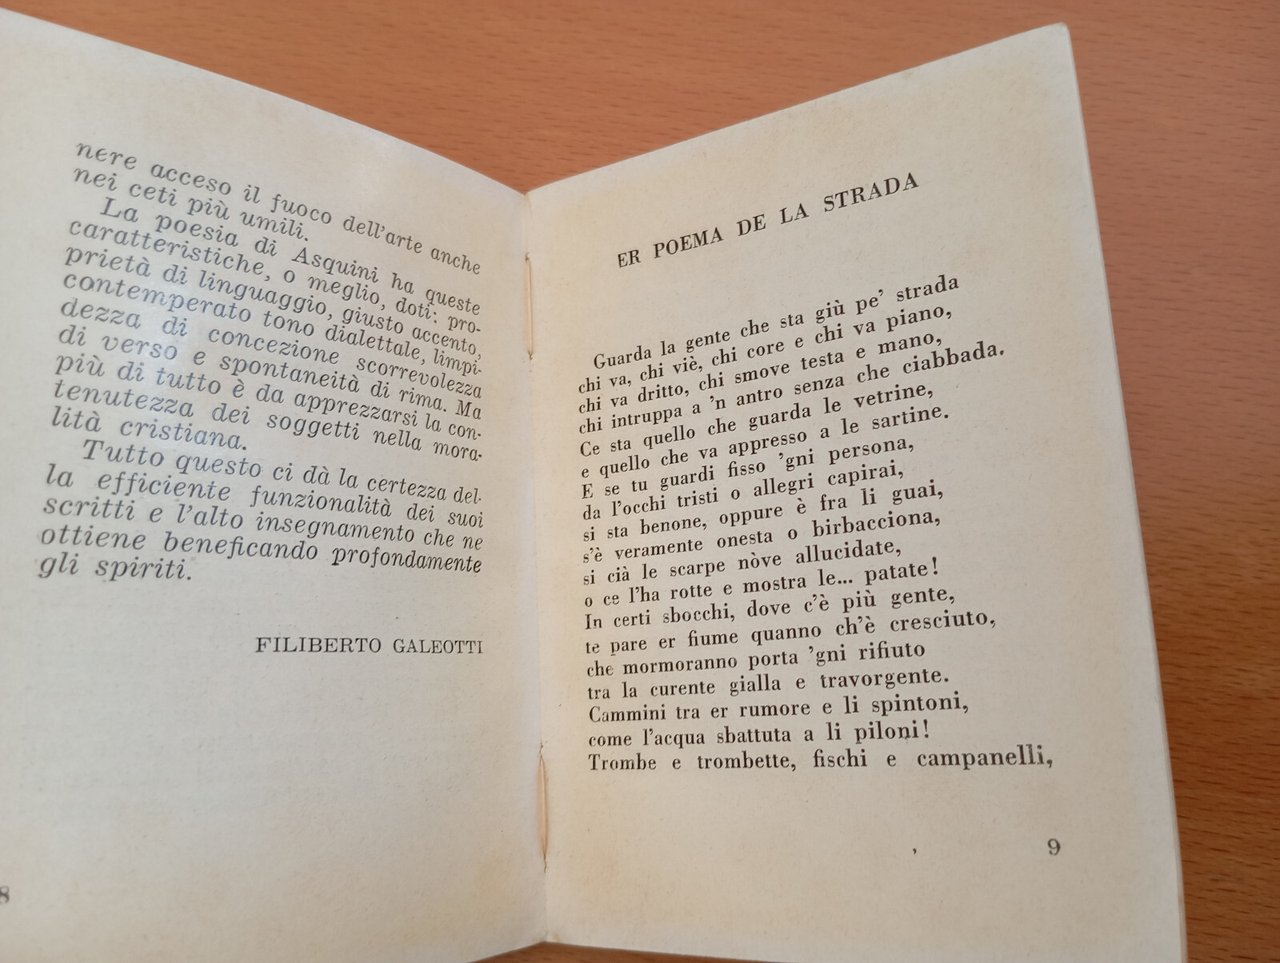 nere acceso il fuoco dell'arte anche
nei ceti più umili.
La poesia di Asquini ha queste
caratteristiche, o meglio, doti: pro-
prietà di linguaggio, giusto accento,
contemperato tono dialettale, limpi-
dezza di concezione scorrevolezza
di verso e spontaneità di rima. Ma
più di tutto è da apprezzarsi la con-
tenutezza dei soggetti nella mora-
lità cristiana.
Tutto questo ci dà la certezza del-
la efficiente funzionalità dei suoi
scritti e l'alto insegnamento che ne
ottiene beneficando profondamente
gli spiriti.
FILIBERTO GALEOTTI
8
ER POEMA DE LA STRADA
Guarda la gente che sta giù pe' strada
chi va, chi viè, chi core e chi va piano,
chi va dritto, chi smove testa e mano,
chi intruppa a 'n antro senza che ciabbada.
Ce sta quello che guarda le vetrine,
e quello che va appresso a le sartine.
E se tu guardi fisso 'gni persona,
da l'occhi tristi o allegri capirai,
si sta benone, oppure è fra li guai,
s'è veramente onesta o birbacciona,
si cià le scarpe nòve allucidate,
o ce l'ha rotte e mostra le... patate!
In certi sbocchi, dove c'è più gente,
te pare er fiume quanno ch'è cresciuto,
che mormoranno porta 'gni rifiuto
tra la curente gialla e travorgente.
Cammini tra er rumore e li spintoni,
come l'acqua sbattuta a li piloni!
Trombe e trombette, fischi e campanelli,
9